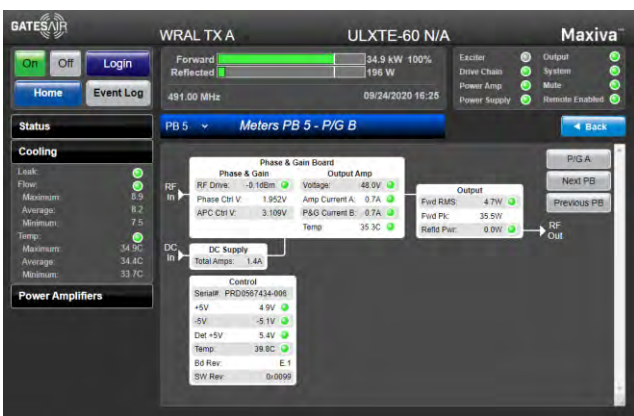 GATESAIR
WRAL TX A
ULXTE-60 N/A
Maxiva
On
Off
Login
Home
Event Log
Forward
34.9 kW 100%
Reflected
196 W
491.00 MHz
09/24/2020 16:25
Exciter
Output
Drive Chain
System
Power Amp
Mute
Power Supply
Remote Enabled
Status
PB 5
Meters PB 5 - P/G B
Back
Cooling
Leak:
Flow:
Maximum: 8.9
Average: 8.2
Minimum: 7.5
Temp:
Maximum: 34.9C
Average: 34.4C
Minimum: 33.7C
Power Amplifiers
P/G A
Next PB
Previous PB
RF
In
Phase & Gain Board
Phase & Gain
Output Amp
RF Drive: -0.1dBm
Voltage: 48.0V
Phase Ctrl V: 1.952V
Amp Current A: 0.7A
APC Ctrl V: 3.109V
P&G Current B: 0.7A
Temp: 35.3C
Output
Fwd RMS: 4.7W
Fwd Pk: 35.5W
Refld Pwr: 0.0W
RF
Out
DC
In
DC Supply
Total Amps: 1.4A
Control
Serial#: PRD0567434-006
+5V 4.9V
-5V -5.1V
Det +5V 5.4V
Temp: 39.8C
Bd Rev: E.1
SW Rev: 0x0099